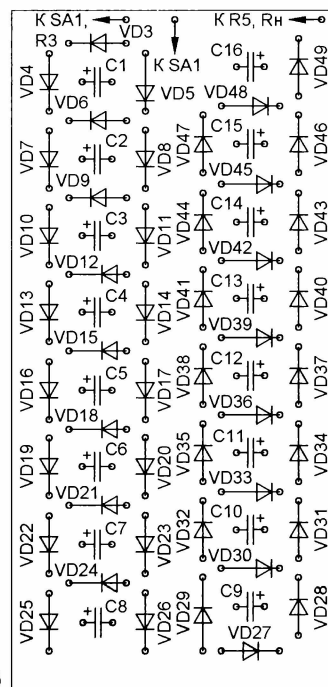 К SA1, К R5, Rн
R3 VD3
К SA1
C16
VD4 C1 VD49
VD6 VD5 VD48
VD47 C15 VD46
VD7 C2 VD8
VD9 VD45
VD44 C14 VD43
VD10 C3 VD11
VD12 VD42
VD41 C13 VD40
VD13 C4 VD14
VD15 VD39
VD38 C12 VD37
VD16 C5 VD17
VD18 VD36
VD35 C11 VD34
VD19 C6 VD20
VD21 VD33
VD32 C10 VD31
VD22 C7 VD23
VD24 VD30
VD29 C9 VD28
VD25 C8 VD26
VD27